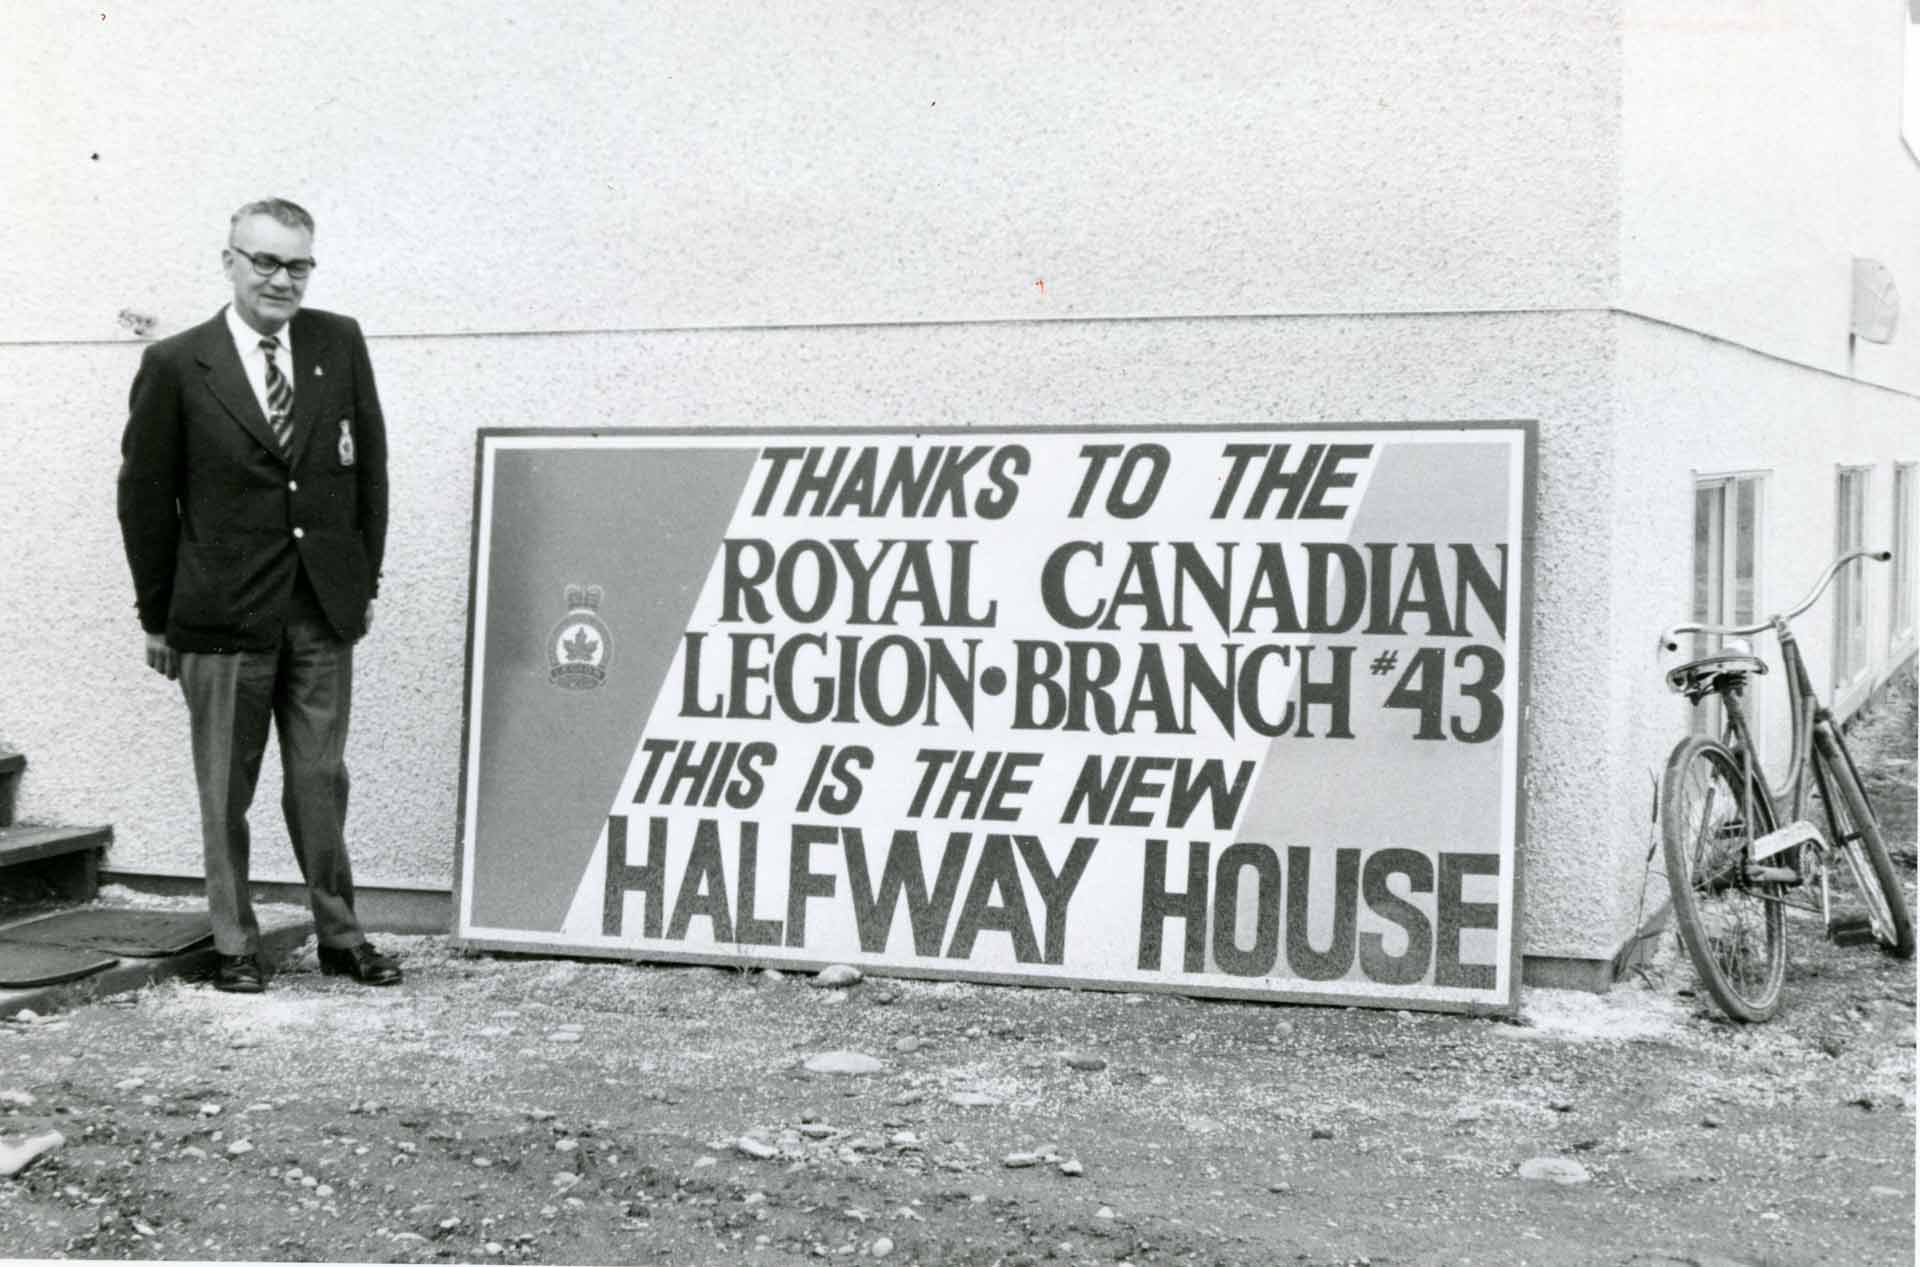 THANKS TO THE
ROYAL CANADIAN
LEGION • BRANCH #43
THIS IS THE NEW
HALFWAY HOUSE